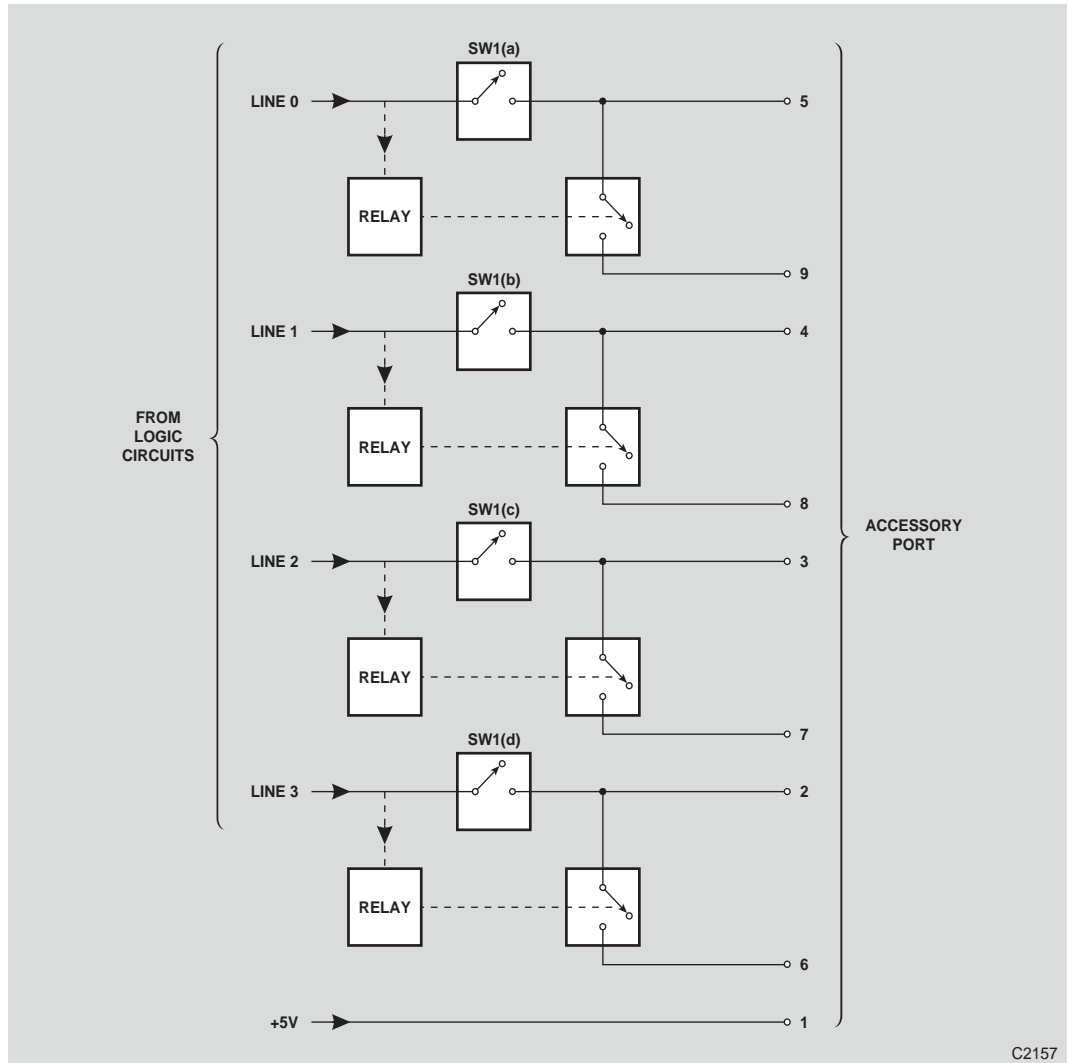 SW1(a)
LINE 0
5
RELAY
9
SW1(b)
LINE 1
4
RELAY
8
FROM
LOGIC
CIRCUITS
SW1(c)
ACCESSORY
PORT
LINE 2
3
RELAY
7
SW1(d)
LINE 3
2
RELAY
6
+5V
1
C2157